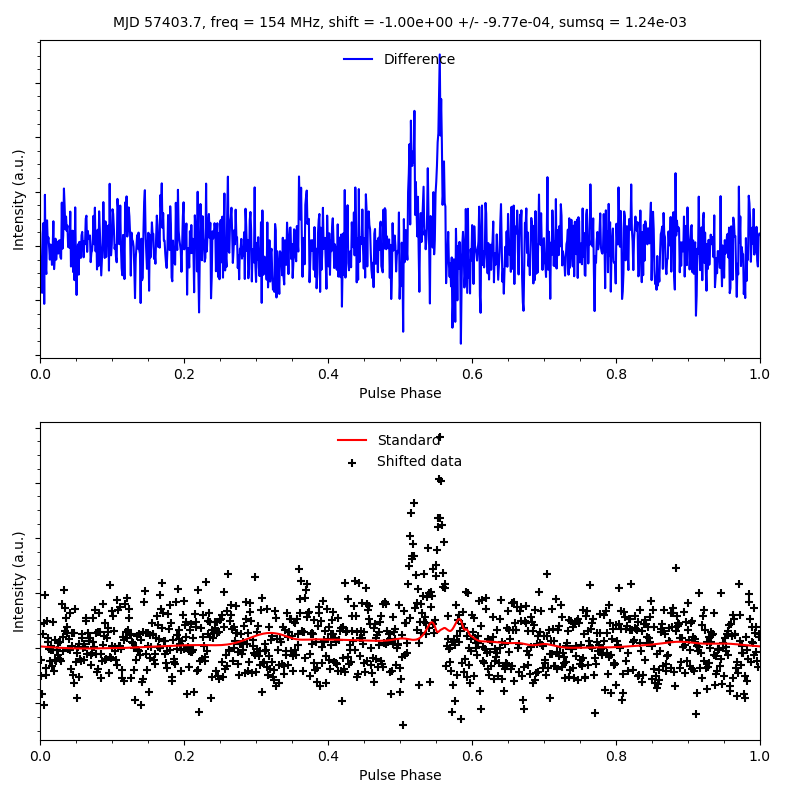 MJD 57403.7, freq = 154 MHz, shift = -1.00e+00 +/- -9.77e-04, sumsq = 1.24e-03
Difference
Intensity (a.u.)
0.0 0.2 0.4 0.6 0.8 1.0
Pulse Phase
Standard
Shifted data
Intensity (a.u.)
0.0 0.2 0.4 0.6 0.8 1.0
Pulse Phase